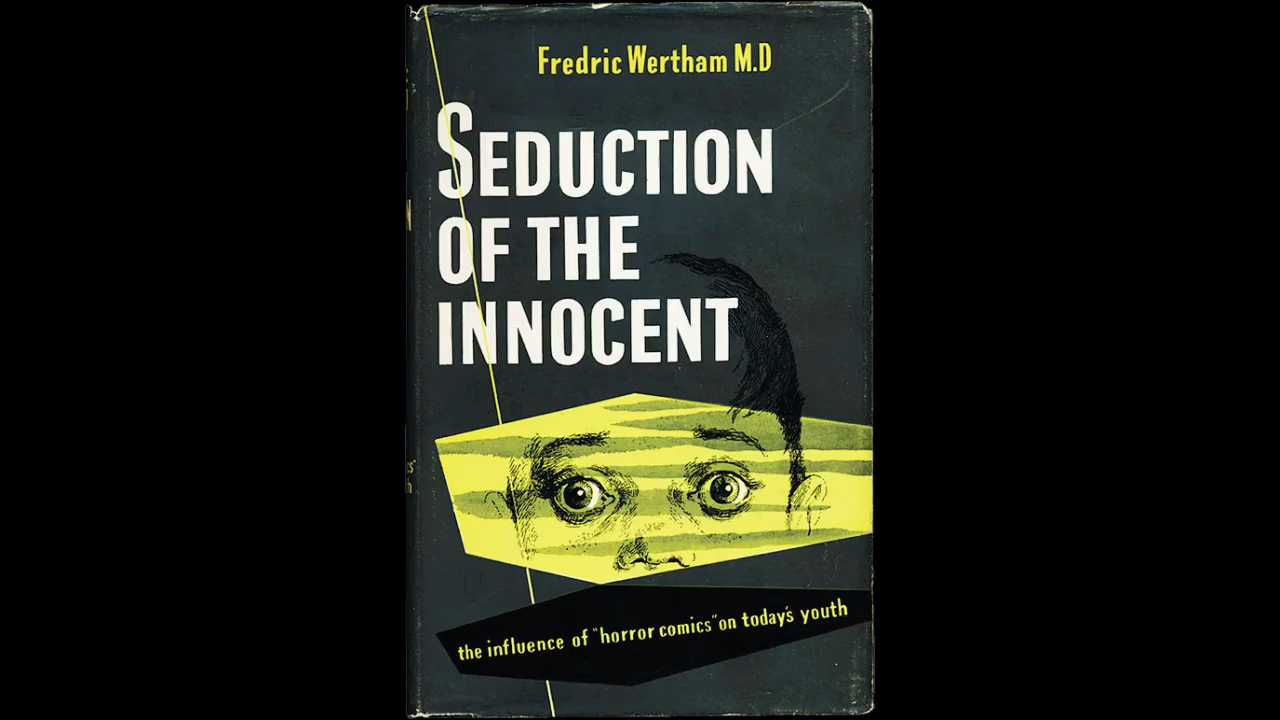 Fredric Wertham M.D
SEDUCTION
OF THE
INNOCENT
the influence of "horror comics" on today's youth